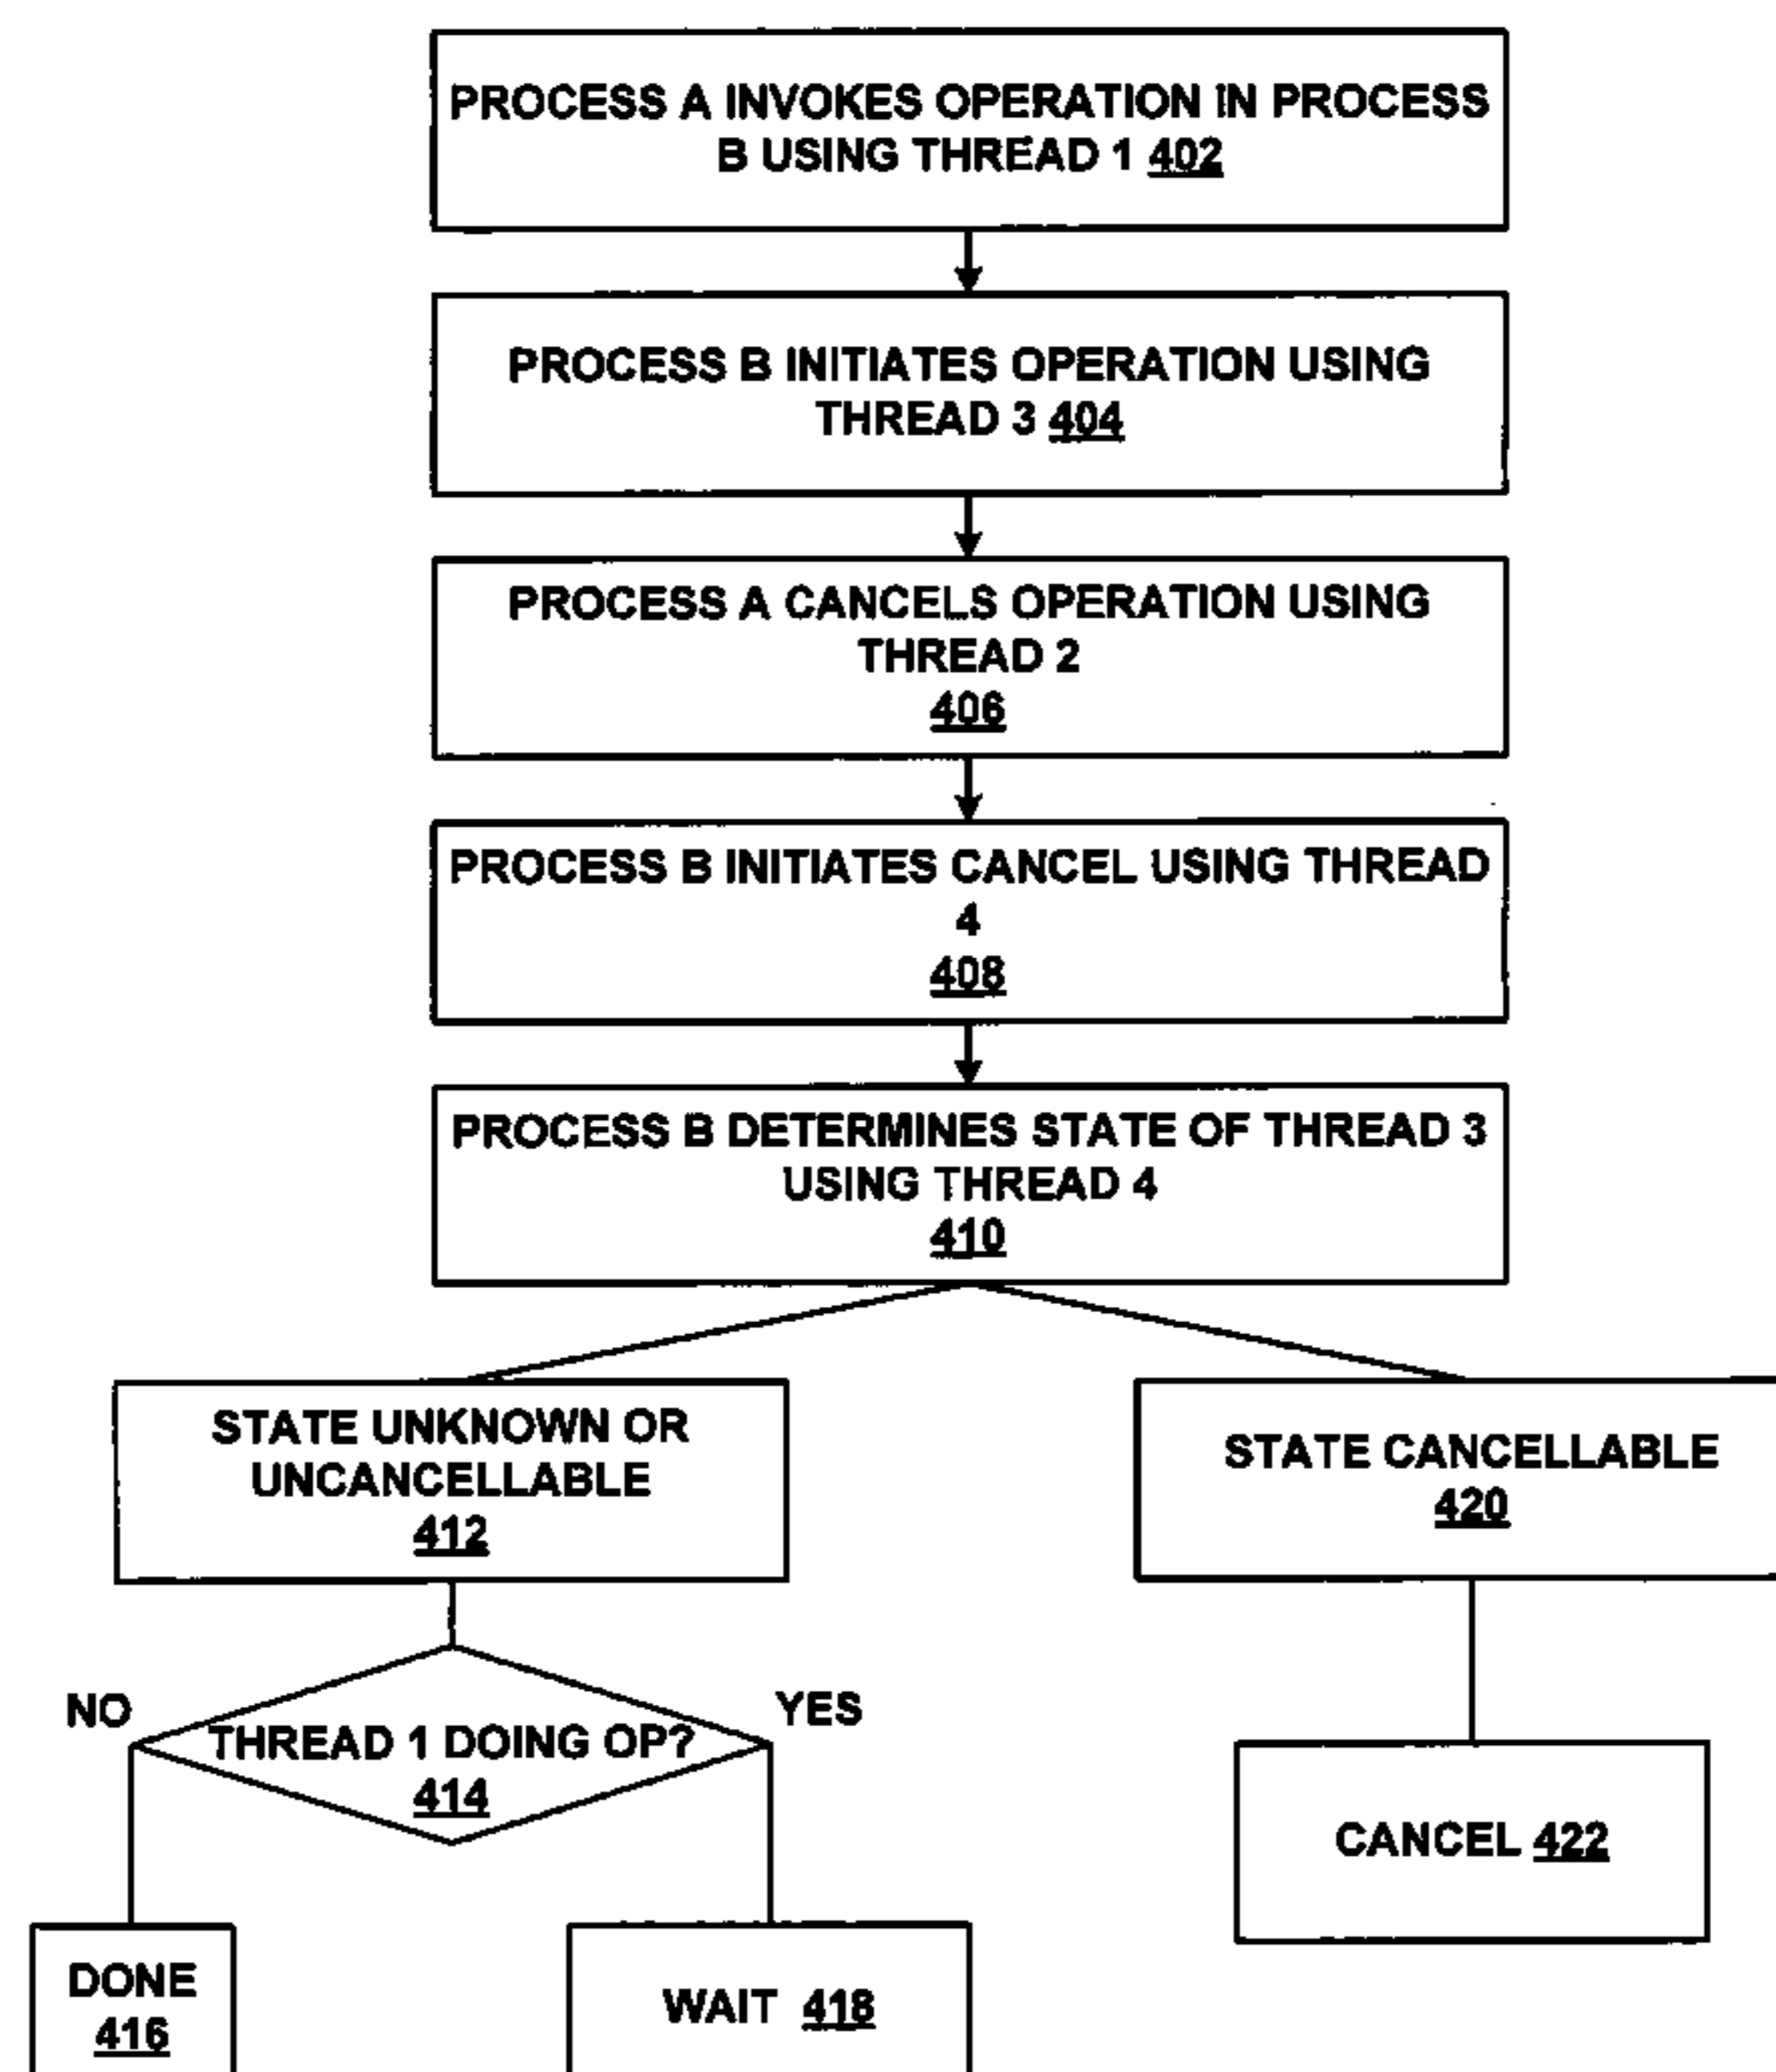 PROCESS A INVOKES OPERATION IN PROCESS
B USING THREAD 1 402
PROCESS B INITIATES OPERATION USING
THREAD 3 404
PROCESS A CANCELS OPERATION USING
THREAD 2
406
PROCESS B INITIATES CANCEL USING THREAD
4
408
PROCESS B DETERMINES STATE OF THREAD 3
USING THREAD 4
410
STATE UNKNOWN OR
UNCANCELLABLE
412
STATE CANCELLABLE
420
NO
YES
THREAD 1 DOING OP?
414
CANCEL 422
DONE
416
WAIT 418